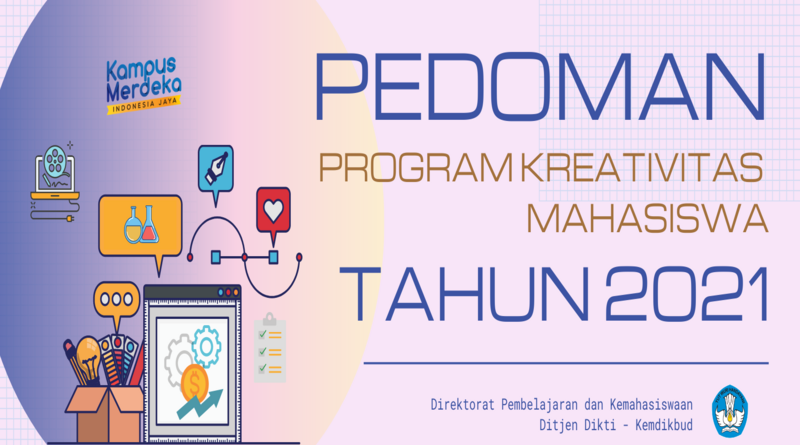 Kampus
Merdeka
INDONESIA JAYA
PEDOMAN
PROGRAM KREATIVITAS
MAHASISWA
TAHUN 2021
Direktorat Pembelajaran dan Kemahasiswaan
Ditjen Dikti - Kemdikbud